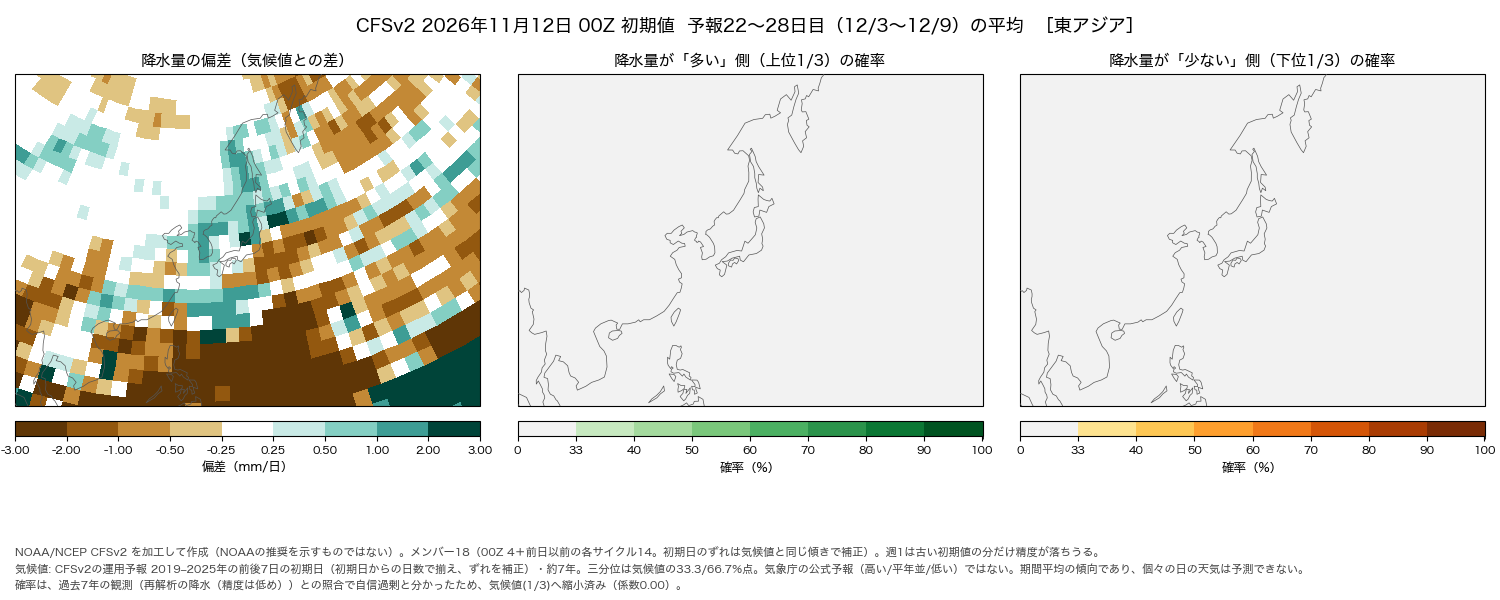 CFSv2 2026年11月12日 00Z 初期値  予報22～28日目（12/3～12/9）の平均  ［東アジア］
降水量の偏差（気候値との差）
降水量が「多い」側（上位1/3）の確率
降水量が「少ない」側（下位1/3）の確率
-3.00 -2.00 -1.00 -0.50 -0.25 0.25 0.50 1.00 2.00 3.00
偏差（mm/日）
0 33 40 50 60 70 80 90 100
確率（%）
0 33 40 50 60 70 80 90 100
確率（%）
NOAA/NCEP CFSv2 を加工して作成（NOAAの推奨を示すものではない）。メンバー18（00Z 4＋前日以前の各サイクル14。初期日のずれは気候値と同じ傾きで補正）。週1は古い初期値の分だけ精度が落ちうる。
気候値: CFSv2の運用予報 2019–2025年の前後7日の初期日（初期日からの日数で揃え、ずれを補正）・約7年。三分位は気候値の33.3/66.7%点。気象庁の公式予報（高い/平年並/低い）ではない。期間平均の傾向であり、個々の日の天気は予測できない。
確率は、過去7年の観測（再解析の降水（精度は低め））との照合で自信過剰と分かったため、気候値(1/3)へ縮小済み（係数0.00）。